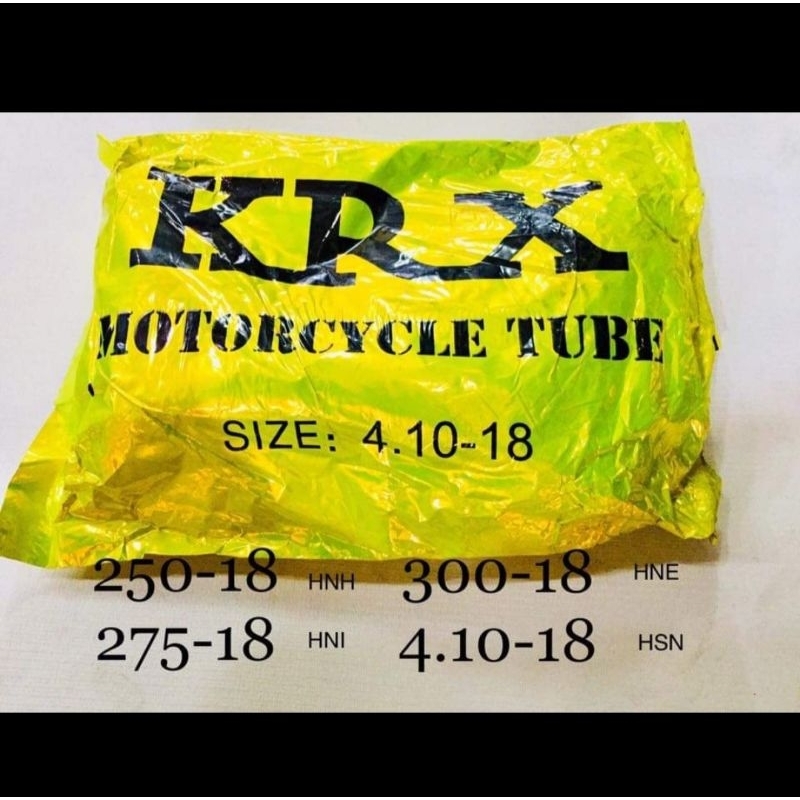 KRX
MOTORCYCLE TUBE
SIZE: 4.10-18
250-18 HNH 300-18 HNE
275-18 HNI 4.10-18 HSN